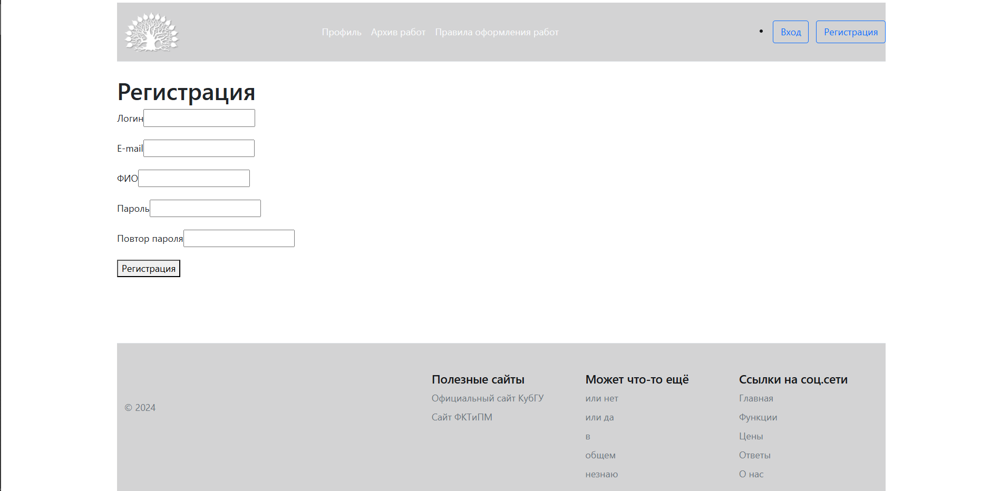 Профиль Архив работ Правила оформления работ • Вход Регистрация
Регистрация
Логин
E-mail
ФИО
Пароль
Повтор пароля
Регистрация
© 2024
Полезные сайты
Официальный сайт КубГУ
Сайт ФКТиПМ
Может что-то ещё
или нет
или да
в
общем
незнаю
Ссылки на соц.сети
Главная
Функции
Цены
Ответы
О нас